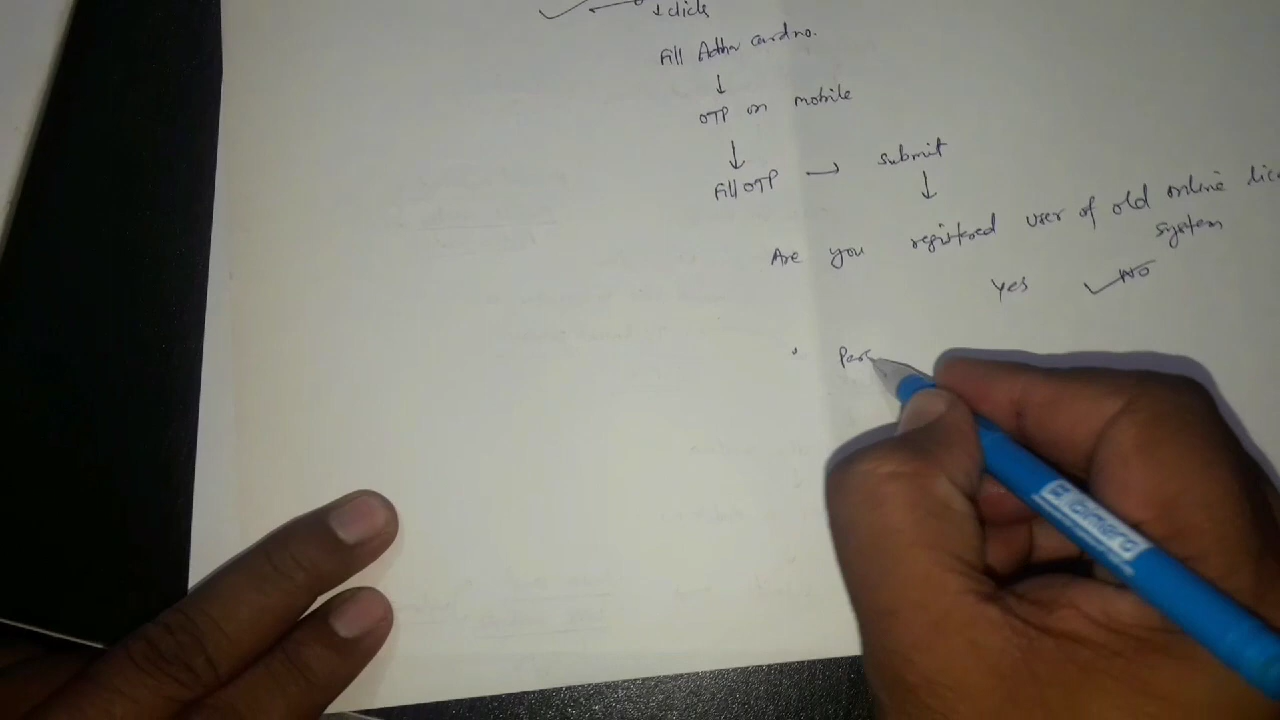 ↓ click
Fill Adhar card no.
↓
OTP on mobile
↓
Fill OTP → submit
↓
Are you registered user of old online lice
system
Yes ✓ No
• Pers